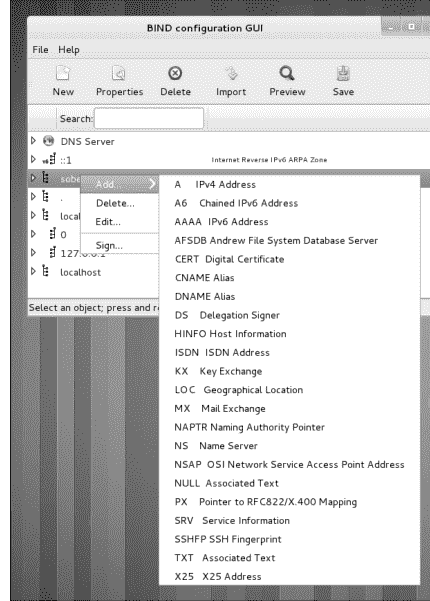 BIND configuration GUI
File Help
New Properties Delete Import Preview Save
Search:
DNS Server
::1 Internet Reverse IPv6 ARPA Zone
Add
.
Delete...
Edit...
0
Sign...
127.0.0.1
localhost
Select an object; press and
A IPv4 Address
A6 Chained IPv6 Address
AAAA IPv6 Address
AFSDB Andrew File System Database Server
CERT Digital Certificate
CNAME Alias
DNAME Alias
DS Delegation Signer
HINFO Host Information
ISDN ISDN Address
KX Key Exchange
LOC Geographical Location
MX Mail Exchange
NAPTR Naming Authority Pointer
NS Name Server
NSAP OSI Network Service Access Point Address
NULL Associated Text
PX Pointer to RFC822/X.400 Mapping
SRV Service Information
SSHFP SSH Fingerprint
TXT Associated Text
X25 X25 Address